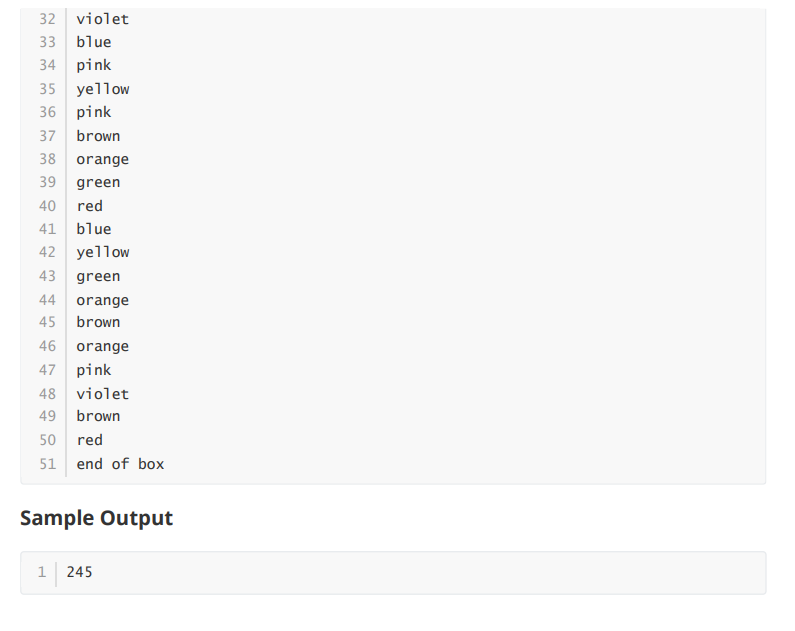 32 violet
33 blue
34 pink
35 yellow
36 pink
37 brown
38 orange
39 green
40 red
41 blue
42 yellow
43 green
44 orange
45 brown
46 orange
47 pink
48 violet
49 brown
50 red
51 end of box
Sample Output
1 245